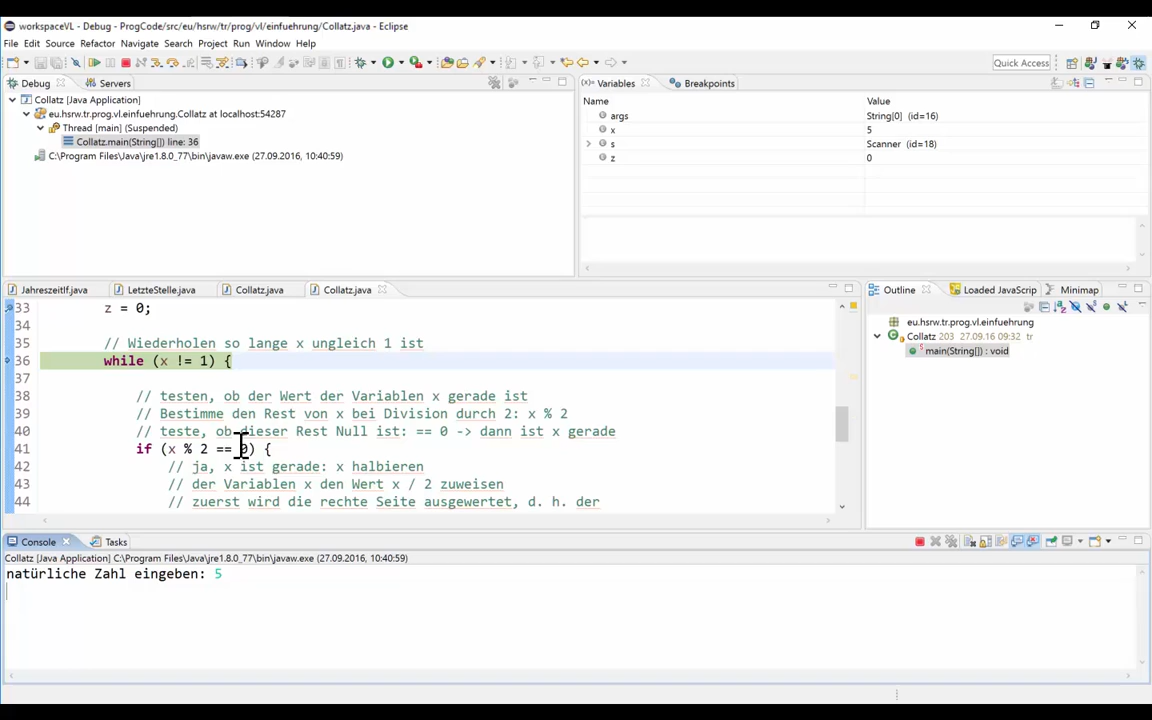 workspaceVL - Debug - ProgCode/src/eu/hsrw/tr/prog/vl/einfuehrung/Collatz.java - Eclipse
File Edit Source Refactor Navigate Search Project Run Window Help
Quick Access
Debug Servers
Variables Breakpoints
Collatz [Java Application]
eu.hsrw.tr.prog.vl.einfuehrung.Collatz at localhost:54287
Thread [main] (Suspended)
Collatz.main(String[]) line: 36
C:\Program Files\Java\jre1.8.0_77\bin\javaw.exe (27.09.2016, 10:40:59)
Name Value
args String[0] (id=16)
x 5
s Scanner (id=18)
z 0
JahreszeitIf.java LetzteStelle.java Collatz.java Collatz.java
Outline Loaded JavaScript Minimap
33 z = 0;
34
35 // Wiederholen so lange x ungleich 1 ist
36 while (x != 1) {
37
38 // testen, ob der Wert der Variablen x gerade ist
39 // Bestimme den Rest von x bei Division durch 2: x % 2
40 // teste, ob dieser Rest Null ist: == 0 -> dann ist x gerade
41 if (x % 2 == 0) {
42 // ja, x ist gerade: x halbieren
43 // der Variablen x den Wert x / 2 zuweisen
44 // zuerst wird die rechte Seite ausgewertet, d. h. der
eu.hsrw.tr.prog.vl.einfuehrung
Collatz 203 27.09.16 09:32 tr
main(String[]) : void
Console Tasks
Collatz [Java Application] C:\Program Files\Java\jre1.8.0_77\bin\javaw.exe (27.09.2016, 10:40:59)
natürliche Zahl eingeben: 5